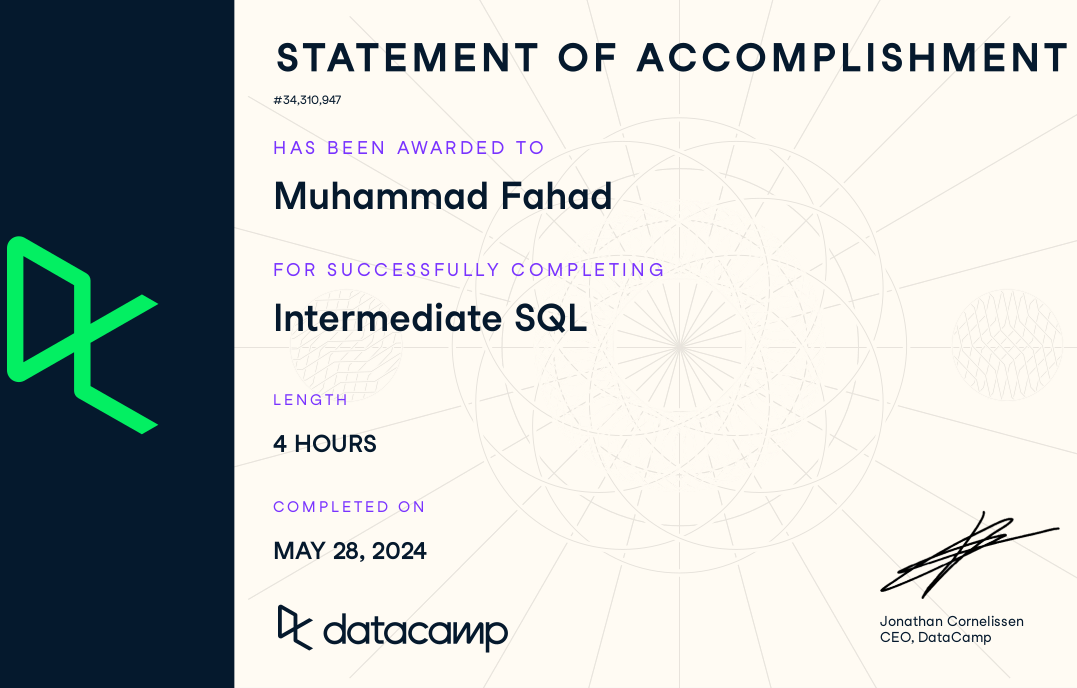 STATEMENT OF ACCOMPLISHMENT
#34,310,947
HAS BEEN AWARDED TO
Muhammad Fahad
FOR SUCCESSFULLY COMPLETING
Intermediate SQL
LENGTH
4 HOURS
COMPLETED ON
MAY 28, 2024
datacamp
Jonathan Cornelissen
CEO, DataCamp